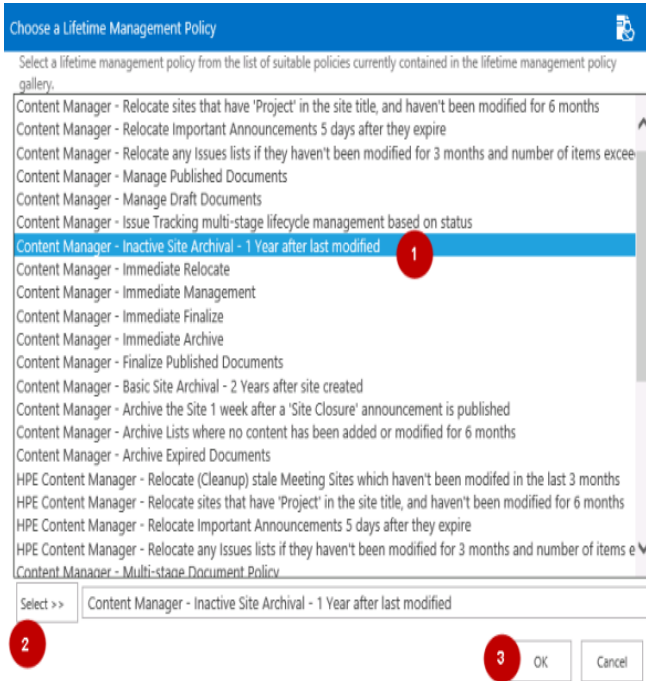 Choose a Lifetime Management Policy
Select a lifetime management policy from the list of suitable policies currently contained in the lifetime management policy
gallery.
Content Manager - Relocate sites that have 'Project' in the site title, and haven't been modified for 6 months
Content Manager - Relocate Important Announcements 5 days after they expire
Content Manager - Relocate any Issues lists if they haven't been modified for 3 months and number of items excee
Content Manager - Manage Published Documents
Content Manager - Manage Draft Documents
Content Manager - Issue Tracking multi-stage lifecycle management based on status
Content Manager - Inactive Site Archival - 1 Year after last modified
1
Content Manager - Immediate Relocate
Content Manager - Immediate Management
Content Manager - Immediate Finalize
Content Manager - Immediate Archive
Content Manager - Finalize Published Documents
Content Manager - Basic Site Archival - 2 Years after site created
Content Manager - Archive the Site 1 week after a 'Site Closure' announcement is published
Content Manager - Archive Lists where no content has been added or modified for 6 months
Content Manager - Archive Expired Documents
HPE Content Manager - Relocate (Cleanup) stale Meeting Sites which haven't been modifed in the last 3 months
HPE Content Manager - Relocate sites that have 'Project' in the site title, and haven't been modified for 6 months
HPE Content Manager - Relocate Important Announcements 5 days after they expire
HPE Content Manager - Relocate any Issues lists if they haven't been modified for 3 months and number of items e
Content Manager - Multi-stage Document Policy
Select >> Content Manager - Inactive Site Archival - 1 Year after last modified
2
3 OK Cancel